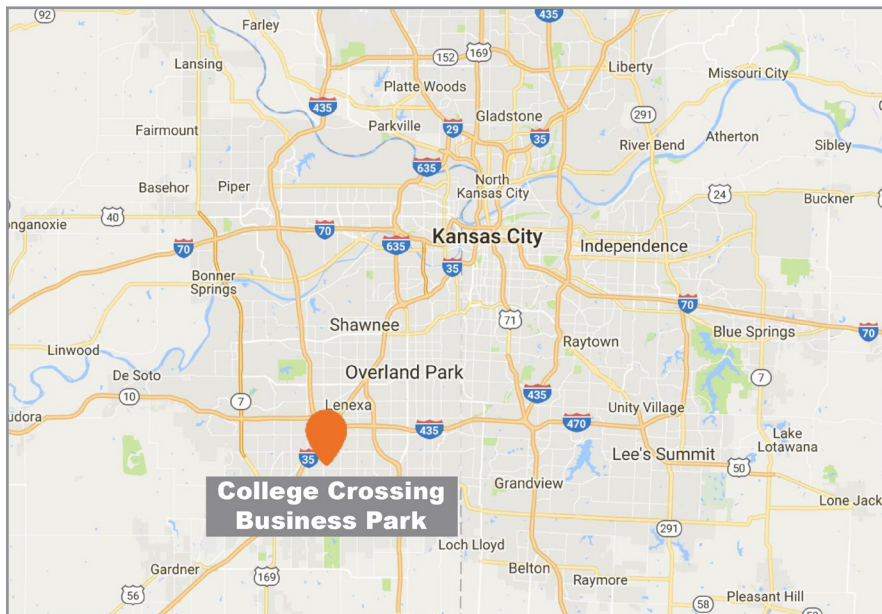 92
Farley
435
169
Lansing
152
Liberty
Missouri City
Platte Woods
435
Gladstone
291
Fairmount
Parkville
29
35
River Bend
Atherton
Sibley
635
Basehor
Piper
North
Kansas City
24
Buckner
40
onganoxie
70
70
635
Kansas City
Independence
35
Bonner
Springs
70
Shawnee
71
Blue Springs
70
Linwood
Raytown
De Soto
Overland Park
7
10
7
Lenexa
435
Unity Village
udora
435
470
Lake
Lotawana
35
Lee's Summit
50
College Crossing
Business Park
Grandview
Lone Jack
291
Loch Lloyd
Gardner
169
Belton
Raymore
56
58
Pleasant Hill